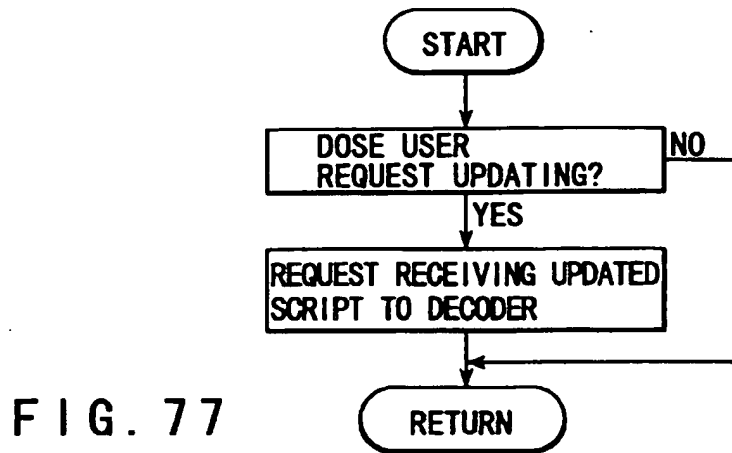 START
DOSE USER
REQUEST UPDATING?
NO
YES
REQUEST RECEIVING UPDATED
SCRIPT TO DECODER
RETURN
FIG. 77